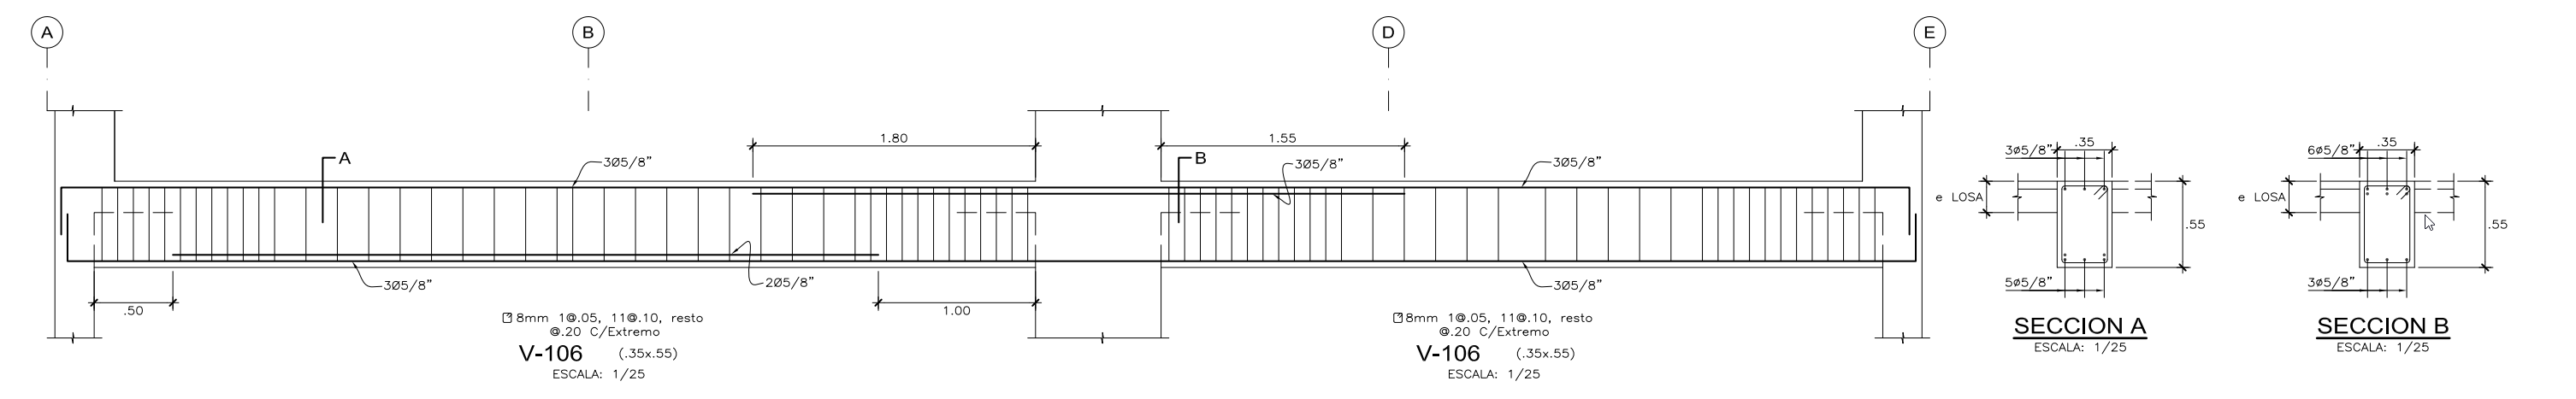 A
B
D
E
1.80
1.55
A
3Ø5/8"
B
3Ø5/8"
3Ø5/8"
3Ø5/8"
2Ø5/8"
3Ø5/8"
.50
1.00
8mm 1@.05, 11@.10, resto
@.20 C/Extremo
V-106 (.35x.55)
ESCALA: 1/25
8mm 1@.05, 11@.10, resto
@.20 C/Extremo
V-106 (.35x.55)
ESCALA: 1/25
3ø5/8"
.35
e LOSA
.55
5ø5/8"
SECCION A
ESCALA: 1/25
6ø5/8"
.35
e LOSA
.55
3ø5/8"
SECCION B
ESCALA: 1/25